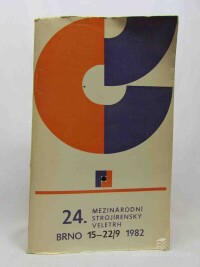 24. MEZINÁRODNÍ
STROJÍRENSKÝ
VELETRH
BRNO 15-22/9 1982